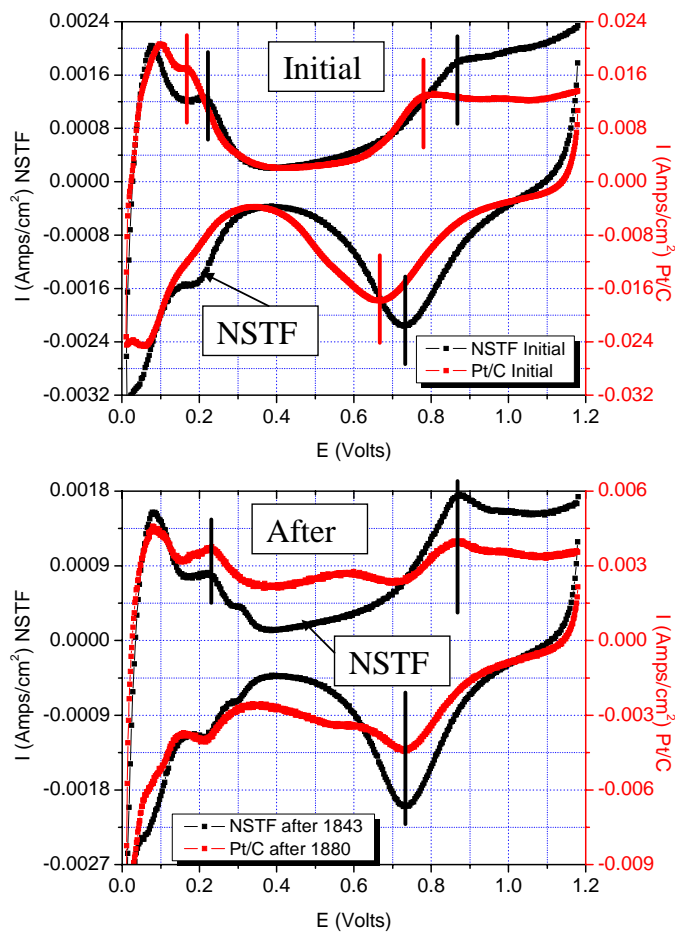 0.0024
0.0016
0.0008
0.0000
-0.0008
-0.0016
-0.0024
-0.0032
I (Amps/cm²) NSTF
Initial
NSTF
NSTF Initial
Pt/C Initial
0.024
0.016
0.008
0.000
-0.008
-0.016
-0.024
-0.032
I (Amps/cm²) Pt/C
0.0 0.2 0.4 0.6 0.8 1.0 1.2
E (Volts)
0.0018
0.0009
0.0000
-0.0009
-0.0018
-0.0027
I (Amps/cm²) NSTF
After
NSTF
NSTF after 1843
Pt/C after 1880
0.006
0.003
0.000
-0.003
-0.006
-0.009
I (Amps/cm²) Pt/C
0.0 0.2 0.4 0.6 0.8 1.0 1.2
E (Volts)